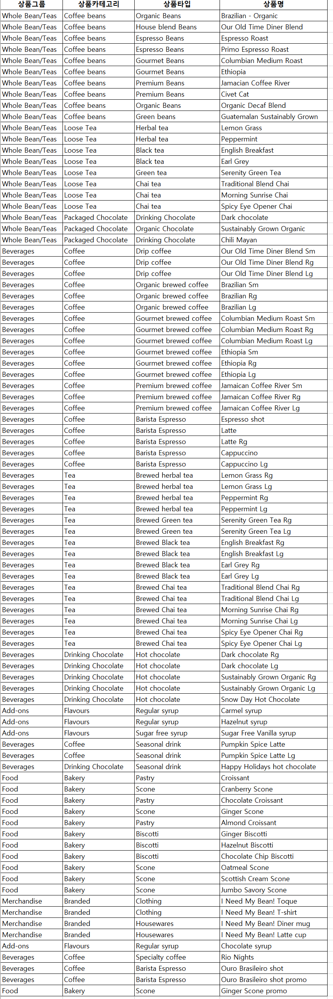 상품그룹 상품카테고리 상품타입 상품명
Whole Bean/Teas Coffee beans Organic Beans Brazilian - Organic
Whole Bean/Teas Coffee beans House blend Beans Our Old Time Diner Blend
Whole Bean/Teas Coffee beans Espresso Beans Espresso Roast
Whole Bean/Teas Coffee beans Espresso Beans Primo Espresso Roast
Whole Bean/Teas Coffee beans Gourmet Beans Columbian Medium Roast
Whole Bean/Teas Coffee beans Gourmet Beans Ethiopia
Whole Bean/Teas Coffee beans Premium Beans Jamacian Coffee River
Whole Bean/Teas Coffee beans Premium Beans Civet Cat
Whole Bean/Teas Coffee beans Organic Beans Organic Decaf Blend
Whole Bean/Teas Coffee beans Green beans Guatemalan Sustainably Grown
Whole Bean/Teas Loose Tea Herbal tea Lemon Grass
Whole Bean/Teas Loose Tea Herbal tea Peppermint
Whole Bean/Teas Loose Tea Black tea English Breakfast
Whole Bean/Teas Loose Tea Black tea Earl Grey
Whole Bean/Teas Loose Tea Green tea Serenity Green Tea
Whole Bean/Teas Loose Tea Chai tea Traditional Blend Chai
Whole Bean/Teas Loose Tea Chai tea Morning Sunrise Chai
Whole Bean/Teas Loose Tea Chai tea Spicy Eye Opener Chai
Whole Bean/Teas Packaged Chocolate Drinking Chocolate Dark chocolate
Whole Bean/Teas Packaged Chocolate Organic Chocolate Sustainably Grown Organic
Whole Bean/Teas Packaged Chocolate Drinking Chocolate Chili Mayan
Beverages Coffee Drip coffee Our Old Time Diner Blend Sm
Beverages Coffee Drip coffee Our Old Time Diner Blend Rg
Beverages Coffee Drip coffee Our Old Time Diner Blend Lg
Beverages Coffee Organic brewed coffee Brazilian Sm
Beverages Coffee Organic brewed coffee Brazilian Rg
Beverages Coffee Organic brewed coffee Brazilian Lg
Beverages Coffee Gourmet brewed coffee Columbian Medium Roast Sm
Beverages Coffee Gourmet brewed coffee Columbian Medium Roast Rg
Beverages Coffee Gourmet brewed coffee Columbian Medium Roast Lg
Beverages Coffee Gourmet brewed coffee Ethiopia Sm
Beverages Coffee Gourmet brewed coffee Ethiopia Rg
Beverages Coffee Gourmet brewed coffee Ethiopia Lg
Beverages Coffee Premium brewed coffee Jamaican Coffee River Sm
Beverages Coffee Premium brewed coffee Jamaican Coffee River Rg
Beverages Coffee Premium brewed coffee Jamaican Coffee River Lg
Beverages Coffee Barista Espresso Espresso shot
Beverages Coffee Barista Espresso Latte
Beverages Coffee Barista Espresso Latte Rg
Beverages Coffee Barista Espresso Cappuccino
Beverages Coffee Barista Espresso Cappuccino Lg
Beverages Tea Brewed herbal tea Lemon Grass Rg
Beverages Tea Brewed herbal tea Lemon Grass Lg
Beverages Tea Brewed herbal tea Peppermint Rg
Beverages Tea Brewed herbal tea Peppermint Lg
Beverages Tea Brewed Green tea Serenity Green Tea Rg
Beverages Tea Brewed Green tea Serenity Green Tea Lg
Beverages Tea Brewed Black tea English Breakfast Rg
Beverages Tea Brewed Black tea English Breakfast Lg
Beverages Tea Brewed Black tea Earl Grey Rg
Beverages Tea Brewed Black tea Earl Grey Lg
Beverages Tea Brewed Chai tea Traditional Blend Chai Rg
Beverages Tea Brewed Chai tea Traditional Blend Chai Lg
Beverages Tea Brewed Chai tea Morning Sunrise Chai Rg
Beverages Tea Brewed Chai tea Morning Sunrise Chai Lg
Beverages Tea Brewed Chai tea Spicy Eye Opener Chai Rg
Beverages Tea Brewed Chai tea Spicy Eye Opener Chai Lg
Beverages Drinking Chocolate Hot chocolate Dark chocolate Rg
Beverages Drinking Chocolate Hot chocolate Dark chocolate Lg
Beverages Drinking Chocolate Hot chocolate Sustainably Grown Organic Rg
Beverages Drinking Chocolate Hot chocolate Sustainably Grown Organic Lg
Beverages Drinking Chocolate Hot chocolate Snow Day Hot Chocolate
Add-ons Flavours Regular syrup Carmel syrup
Add-ons Flavours Regular syrup Hazelnut syrup
Add-ons Flavours Sugar free syrup Sugar Free Vanilla syrup
Beverages Coffee Seasonal drink Pumpkin Spice Latte
Beverages Coffee Seasonal drink Pumpkin Spice Latte Lg
Beverages Drinking Chocolate Seasonal drink Happy Holidays hot chocolate
Food Bakery Pastry Croissant
Food Bakery Scone Cranberry Scone
Food Bakery Pastry Chocolate Croissant
Food Bakery Scone Ginger Scone
Food Bakery Pastry Almond Croissant
Food Bakery Biscotti Ginger Biscotti
Food Bakery Biscotti Hazelnut Biscotti
Food Bakery Biscotti Chocolate Chip Biscotti
Food Bakery Scone Oatmeal Scone
Food Bakery Scone Scottish Cream Scone
Food Bakery Scone Jumbo Savory Scone
Merchandise Branded Clothing I Need My Bean! Toque
Merchandise Branded Clothing I Need My Bean! T-shirt
Merchandise Branded Housewares I Need My Bean! Diner mug
Merchandise Branded Housewares I Need My Bean! Latte cup
Add-ons Flavours Regular syrup Chocolate syrup
Beverages Coffee Specialty coffee Rio Nights
Beverages Coffee Barista Espresso Ouro Brasileiro shot
Beverages Coffee Barista Espresso Ouro Brasileiro shot promo
Food Bakery Scone Ginger Scone promo